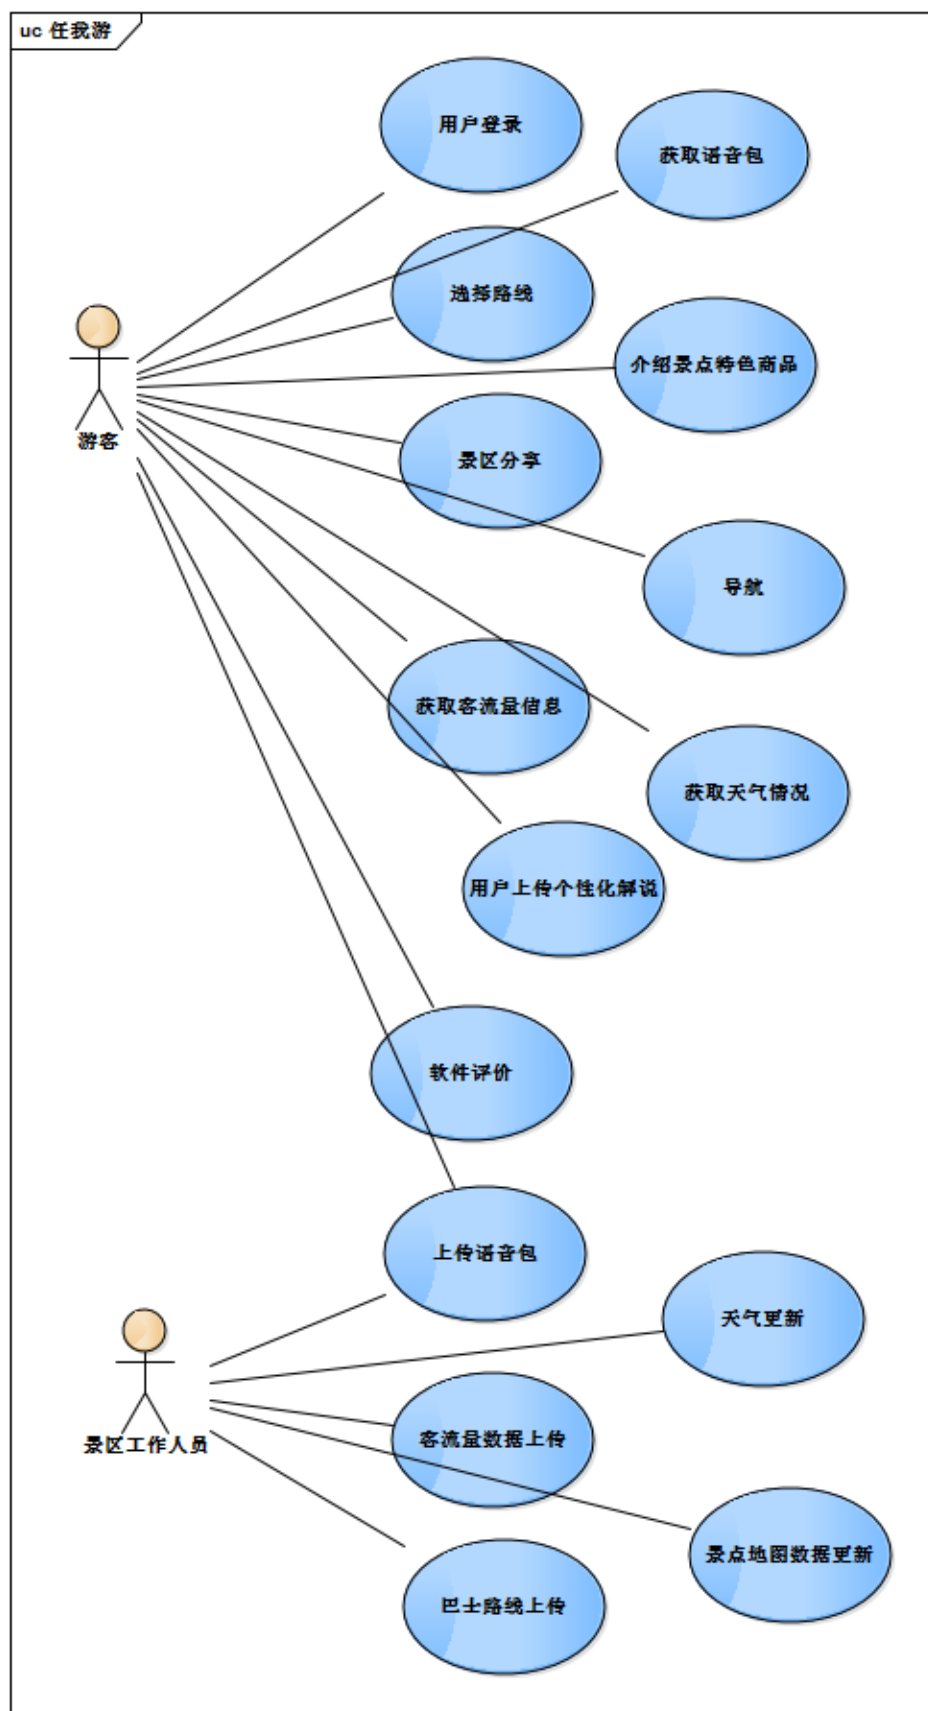 uc 任我游
用户登录
获取语音包
选择路线
介绍景点特色商品
游客
景区分享
导航
获取客流量信息
获取天气情况
用户上传个性化解说
软件评价
上传语音包
天气更新
景区工作人员
客流量数据上传
景点地图数据更新
巴士路线上传